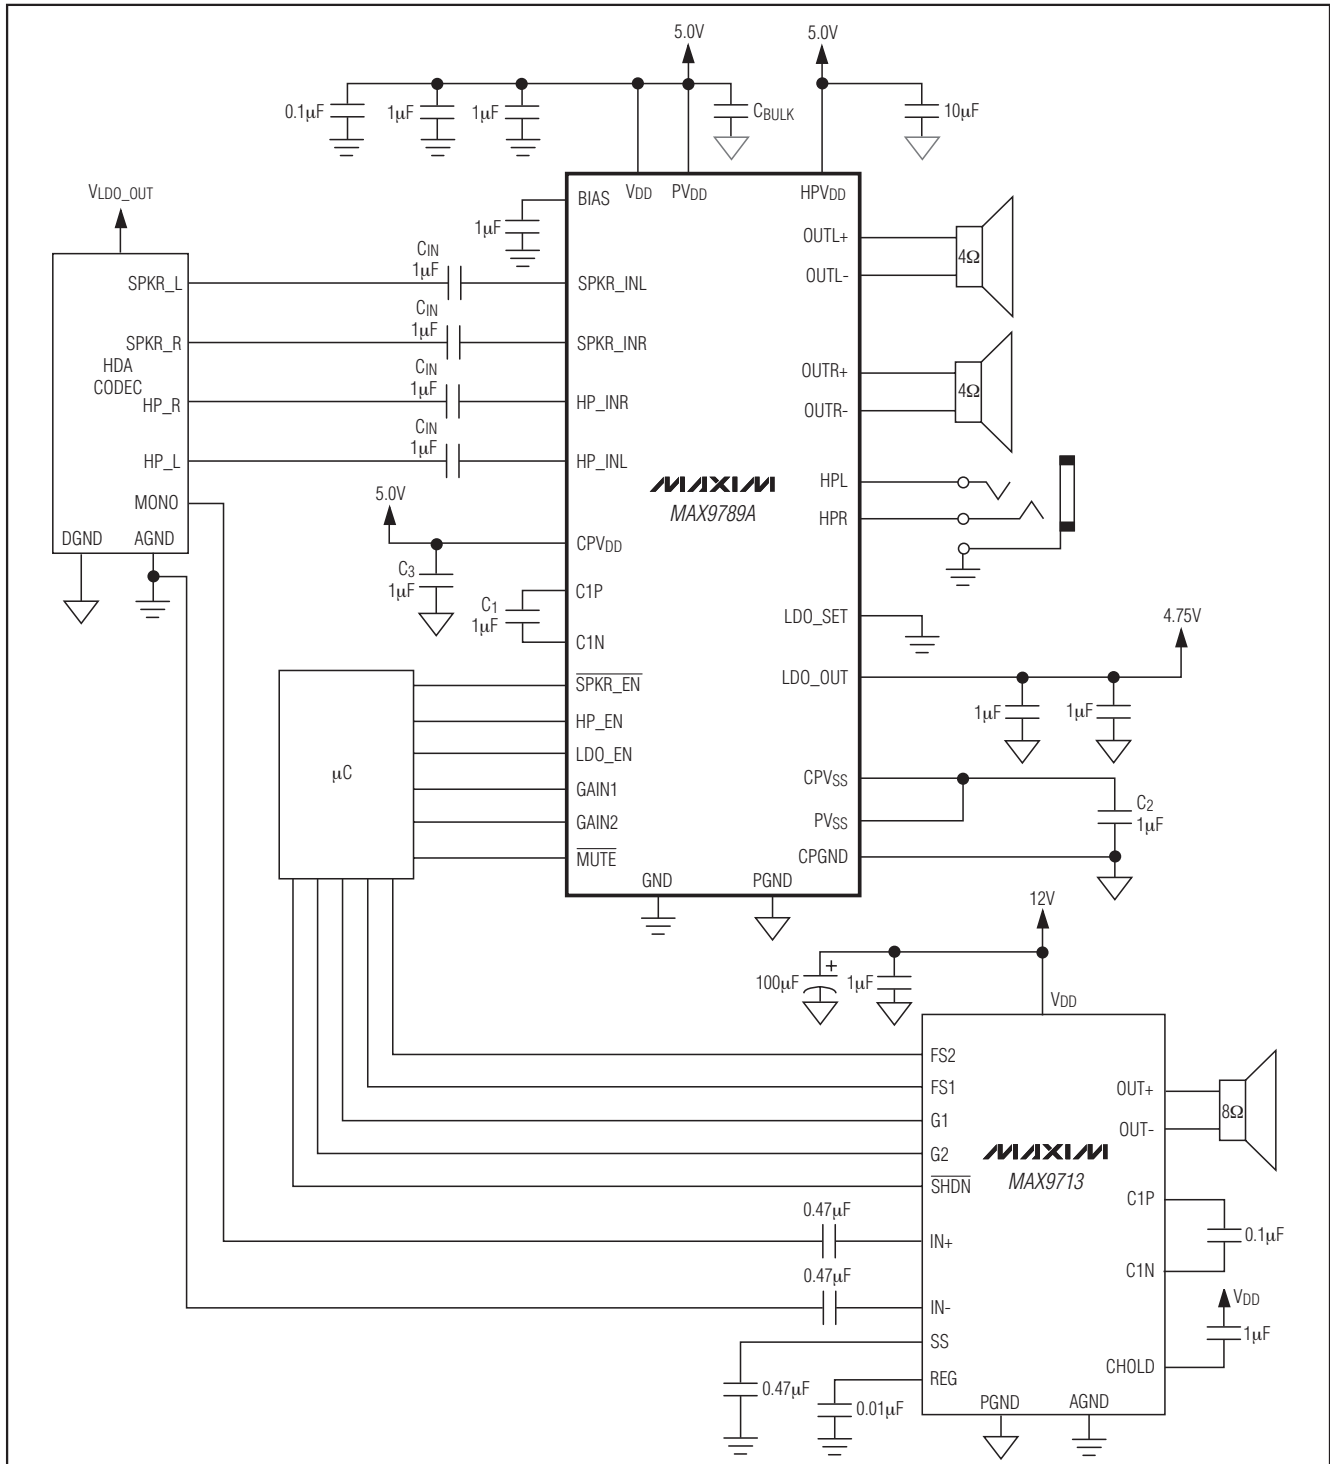 5.0V
5.0V
0.1µF
1µF
1µF
CBULK
10µF
VLDO_OUT
BIAS
VDD
PVDD
HPVDD
1µF
OUTL+
4Ω
OUTL-
CIN
1µF
SPKR_L
SPKR_INL
CIN
1µF
SPKR_R
SPKR_INR
HDA
CODEC
CIN
1µF
HP_R
HP_INR
OUTR+
4Ω
OUTR-
CIN
1µF
HP_L
HP_INL
MAXIM
MAX9789A
HPL
HPR
MONO
5.0V
DGND
AGND
CPVDD
C3
1µF
C1P
C1
1µF
C1N
LDO_SET
4.75V
LDO_OUT
1µF
1µF
µC
SPKR_EN
HP_EN
LDO_EN
GAIN1
GAIN2
MUTE
CPVSS
PVSS
C2
1µF
CPGND
GND
PGND
12V
100µF
+
1µF
VDD
FS2
FS1
G1
G2
SHDN
OUT+
8Ω
OUT-
MAXIM
MAX9713
0.47µF
IN+
0.47µF
IN-
C1P
0.1µF
C1N
VDD
1µF
SS
CHOLD
0.47µF
REG
0.01µF
PGND
AGND